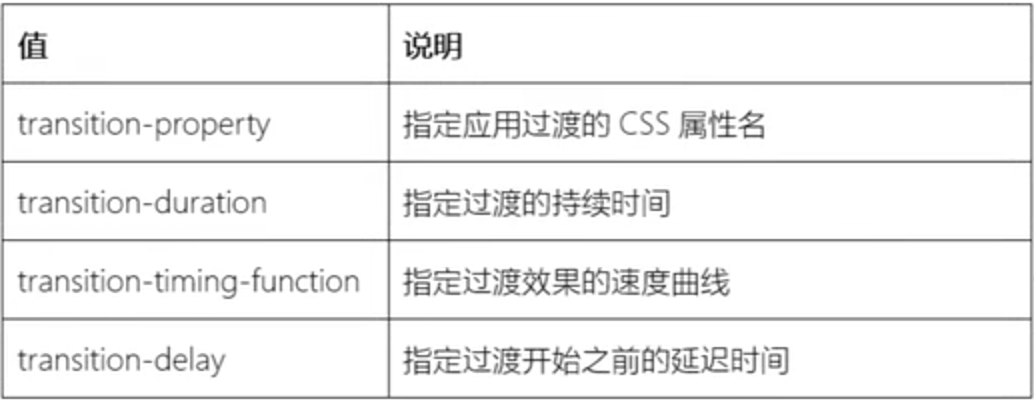 值 说明
transition-property 指定应用过渡的 CSS 属性名
transition-duration 指定过渡的持续时间
transition-timing-function 指定过渡效果的速度曲线
transition-delay 指定过渡开始之前的延迟时间